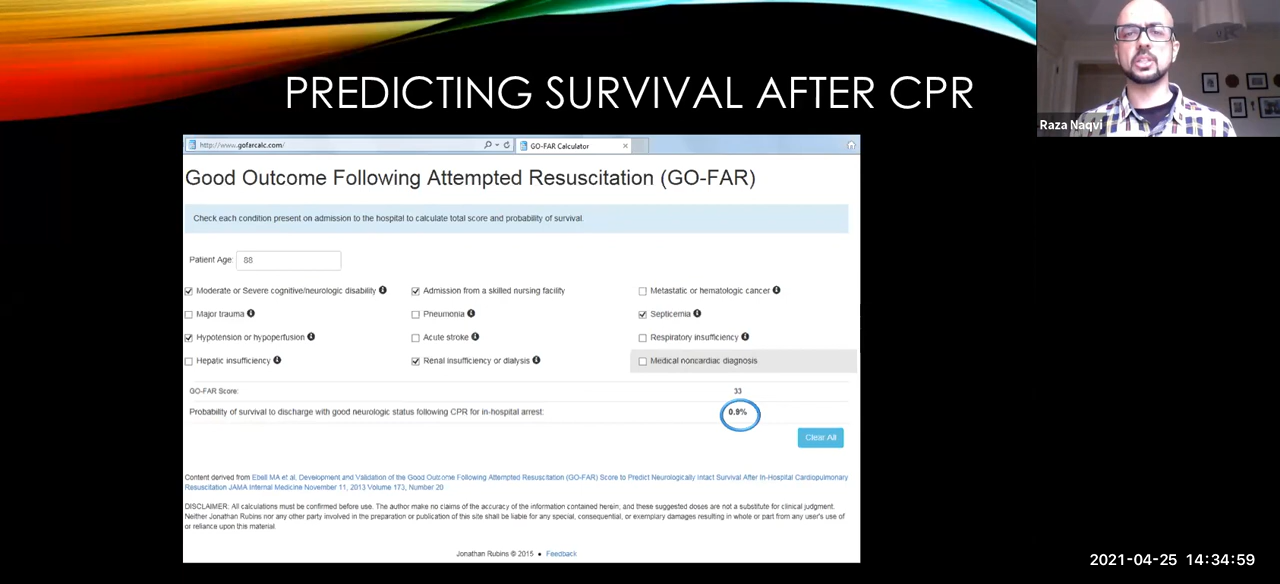 PREDICTING SURVIVAL AFTER CPR
Raza Naqvi
http://www.gofarcalc.com/
GO-FAR Calculator
Good Outcome Following Attempted Resuscitation (GO-FAR)
Check each condition present on admission to the hospital to calculate total score and probability of survival.
Patient Age: 88
Moderate or Severe cognitive/neurologic disability Admission from a skilled nursing facility Metastatic or hematologic cancer
Major trauma Pneumonia Septicemia
Hypotension or hypoperfusion Acute stroke Respiratory insufficiency
Hepatic insufficiency Renal insufficiency or dialysis Medical noncardiac diagnosis
GO-FAR Score: 33
Probability of survival to discharge with good neurologic status following CPR for in-hospital arrest: 0.9%
Clear All
Content derived from Ebell MA et al, Development and Validation of the Good Outcome Following Attempted Resuscitation (GO-FAR) Score to Predict Neurologically Intact Survival After In-Hospital Cardiopulmonary
Resuscitation JAMA Internal Medicine November 11, 2013 Volume 173, Number 20
DISCLAIMER: All calculations must be confirmed before use. The author make no claims of the accuracy of the information contained herein, and these suggested doses are not a substitute for clinical judgment.
Neither Jonathan Rubins nor any other party involved in the preparation or publication of this site shall be liable for any special, consequential, or exemplary damages resulting in whole or part from any user's use of
or reliance upon this material.
Jonathan Rubins © 2015 • Feedback
2021-04-25 14:34:59